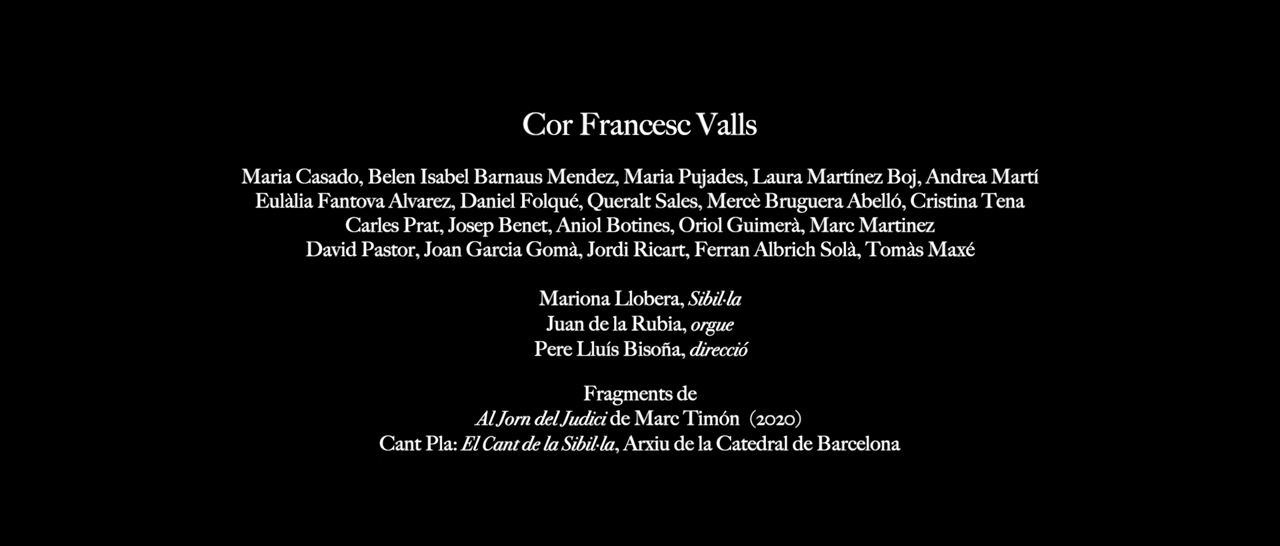 Cor Francesc Valls
Maria Casado, Belen Isabel Barnaus Mendez, Maria Pujades, Laura Martínez Boj, Andrea Martí
Eulàlia Fantova Alvarez, Daniel Folqué, Queralt Sales, Mercè Bruguera Abelló, Cristina Tena
Carles Prat, Josep Benet, Aniol Botines, Oriol Guimerà, Marc Martinez
David Pastor, Joan Garcia Gomà, Jordi Ricart, Ferran Albrich Solà, Tomàs Maxé
Mariona Llobera, Sibil·la
Juan de la Rubia, orgue
Pere Lluís Bisoña, direcció
Fragments de
Al Jorn del Judici de Marc Timón (2020)
Cant Pla: El Cant de la Sibil·la, Arxiu de la Catedral de Barcelona